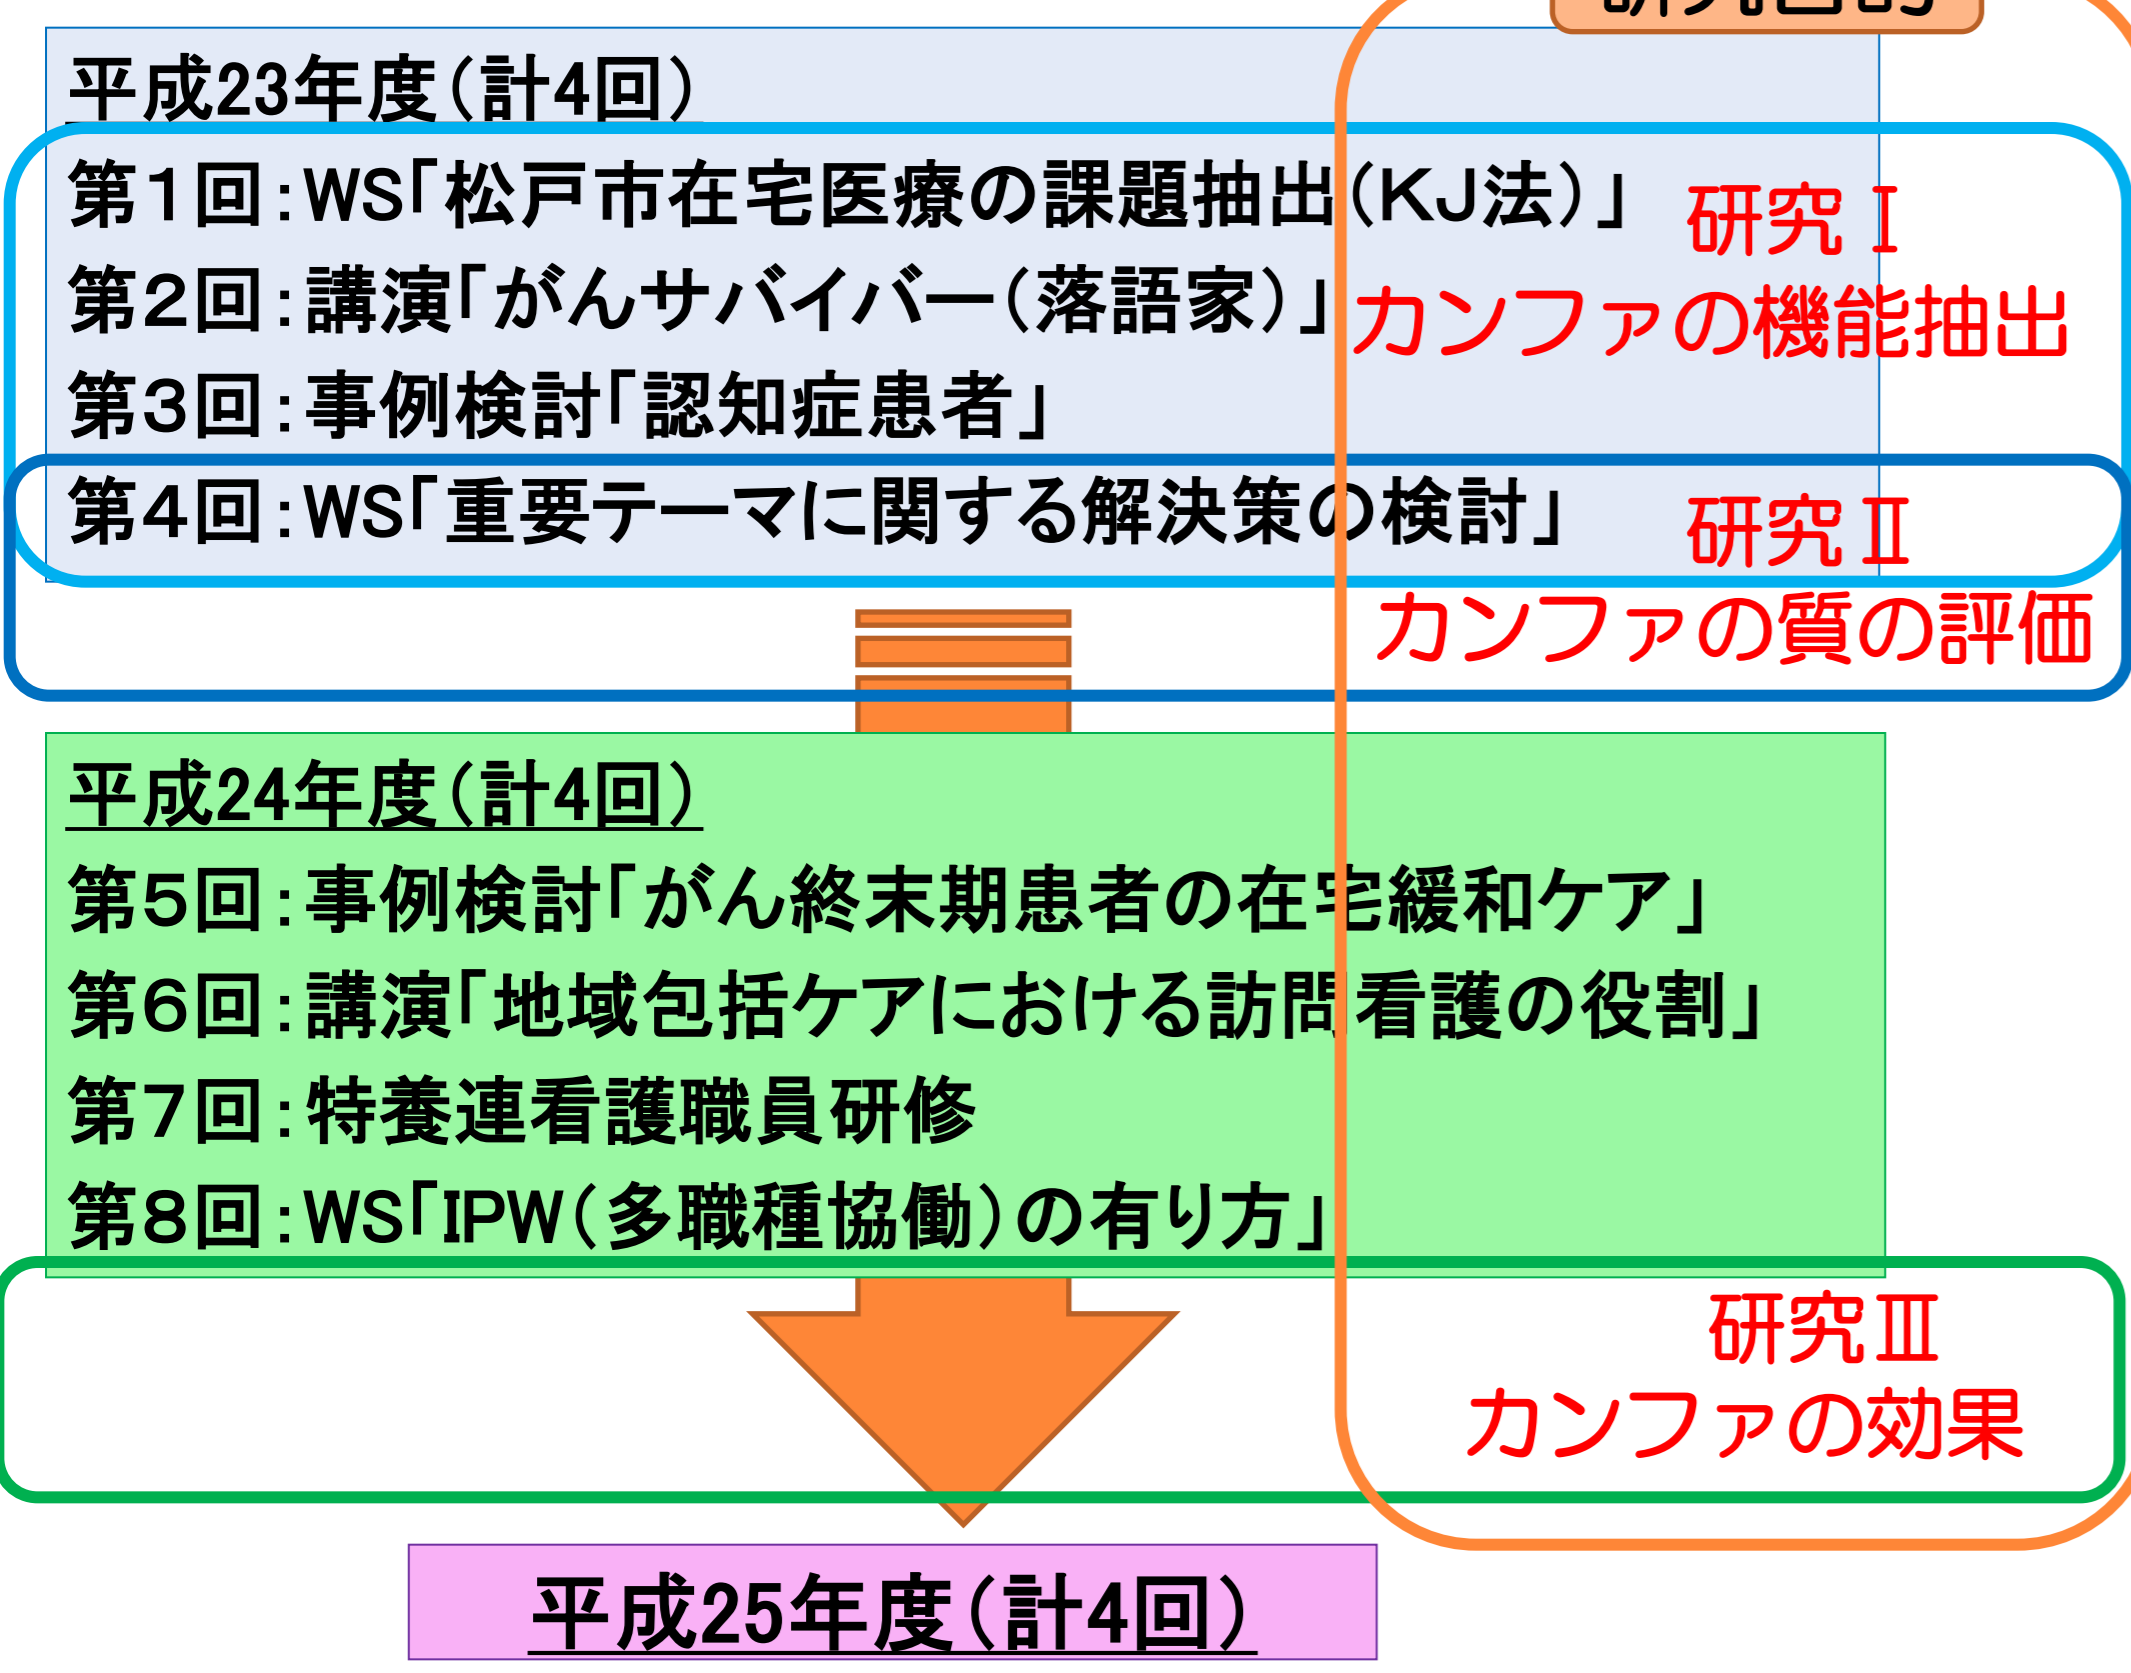 平成23年度（計4回）
第１回：WS「松戸市在宅医療の課題抽出（ＫＪ法）」
研究Ⅰ
第２回：講演「がんサバイバー（落語家）」
カンファの機能抽出
第３回：事例検討「認知症患者」
第４回：WS「重要テーマに関する解決策の検討」
研究Ⅱ
カンファの質の評価
平成24年度（計4回）
第５回：事例検討「がん終末期患者の在宅緩和ケア」
第６回：講演「地域包括ケアにおける訪問看護の役割」
第７回：特養連看護職員研修
第８回：WS「IPW（多職種協働）の有り方」
研究Ⅲ
カンファの効果
平成25年度（計4回）